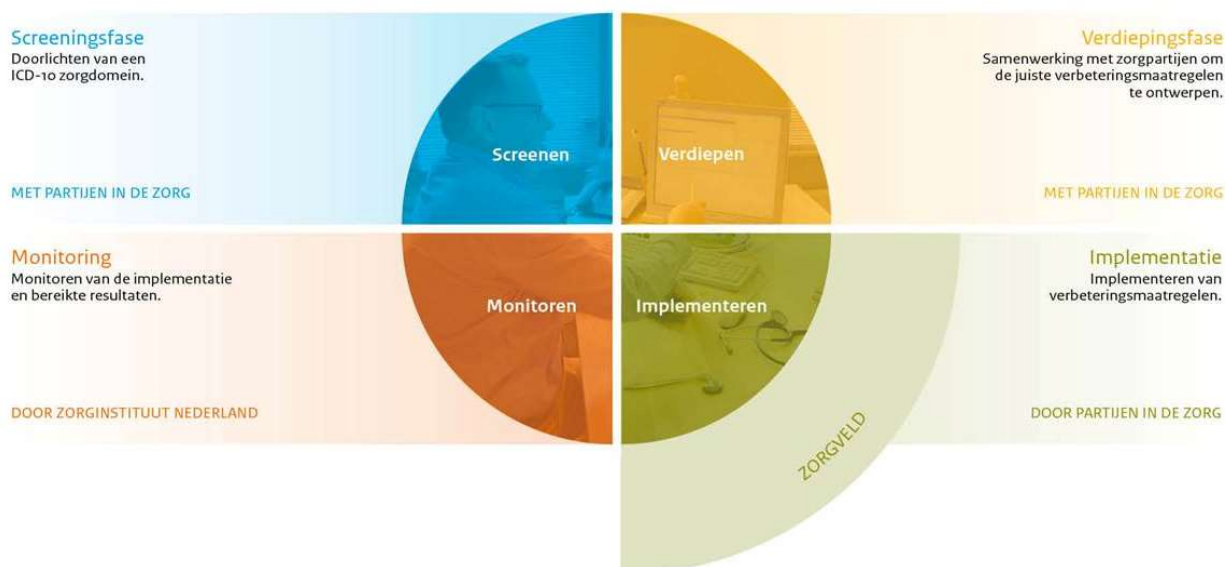 Screeningsfase
Doorlichten van een
ICD-10 zorgdomein.
MET PARTIJEN IN DE ZORG
Screenen
Verdiepen
Verdiepingsfase
Samenwerking met zorgpartijen om
de juiste verbeteringsmaatregelen
te ontwerpen.
MET PARTIJEN IN DE ZORG
Monitoring
Monitoren van de implementatie
en bereikte resultaten.
DOOR ZORGINSTITUUT NEDERLAND
Monitoren
Implementeren
Implementatie
Implementeren van
verbeteringsmaatregelen.
DOOR PARTIJEN IN DE ZORG
ZORGVELD